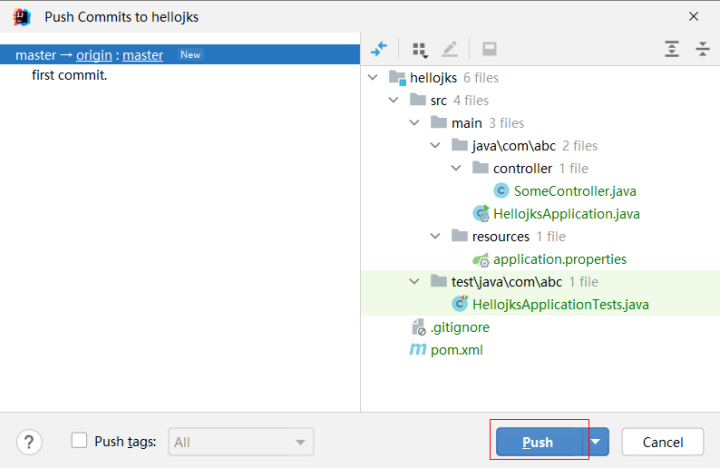 Push Commits to hellojks
master → origin : master New
first commit.
hellojks 6 files
src 4 files
main 3 files
java\com\abc 2 files
controller 1 file
SomeController.java
HellojksApplication.java
resources 1 file
application.properties
test\java\com\abc 1 file
HellojksApplicationTests.java
.gitignore
pom.xml
? Push tags: All Push Cancel